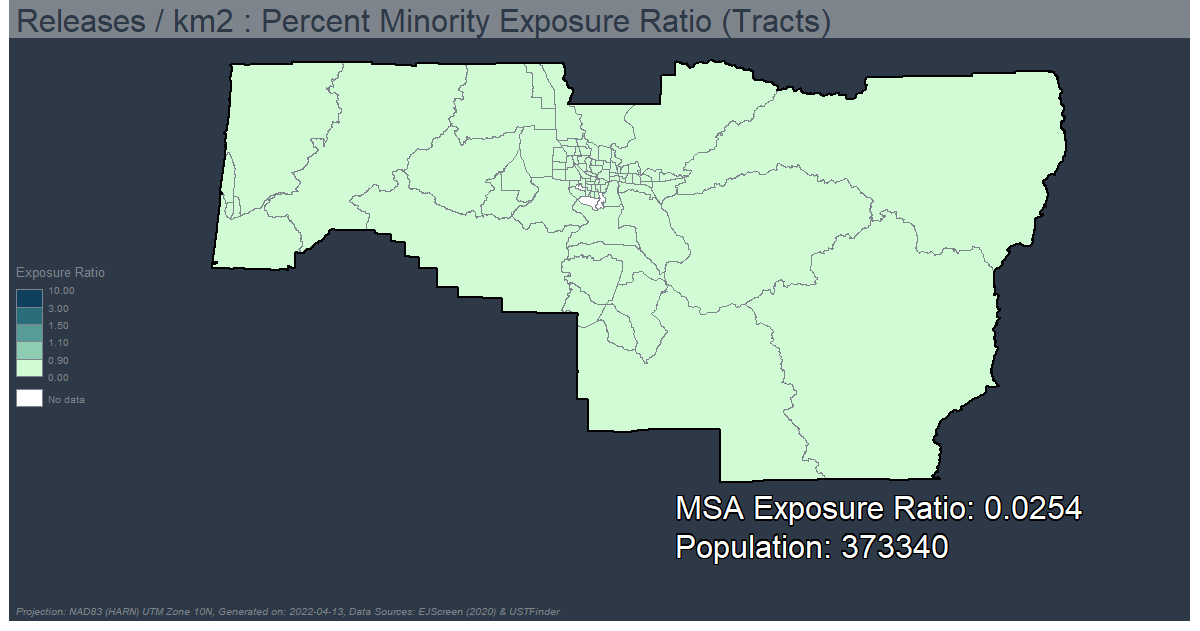 Releases / km2 : Percent Minority Exposure Ratio (Tracts)
Exposure Ratio
10.00
3.00
1.50
1.10
0.90
0.00
No data
MSA Exposure Ratio: 0.0254
Population: 373340
Projection: NAD83 (HARN) UTM Zone 10N, Generated on: 2022-04-13, Data Sources: EJScreen (2020) & USTFinder